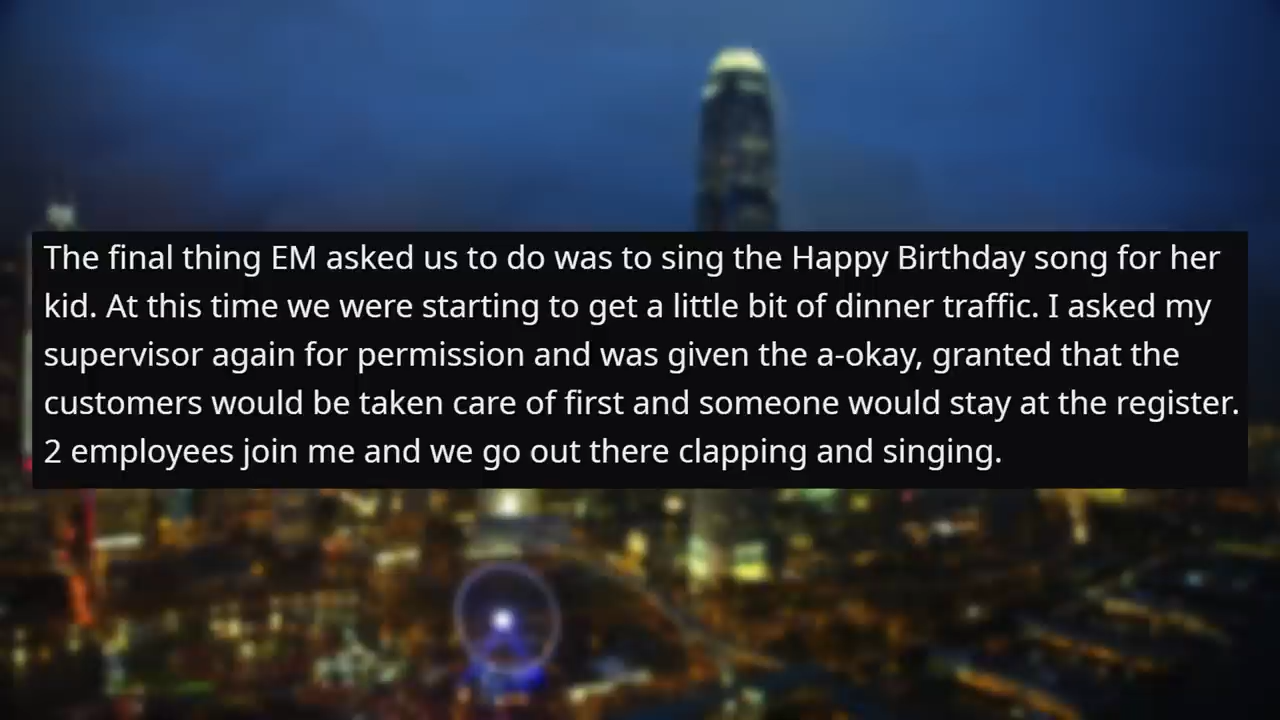 The final thing EM asked us to do was to sing the Happy Birthday song for her
kid. At this time we were starting to get a little bit of dinner traffic. I asked my
supervisor again for permission and was given the a-okay, granted that the
customers would be taken care of first and someone would stay at the register.
2 employees join me and we go out there clapping and singing.